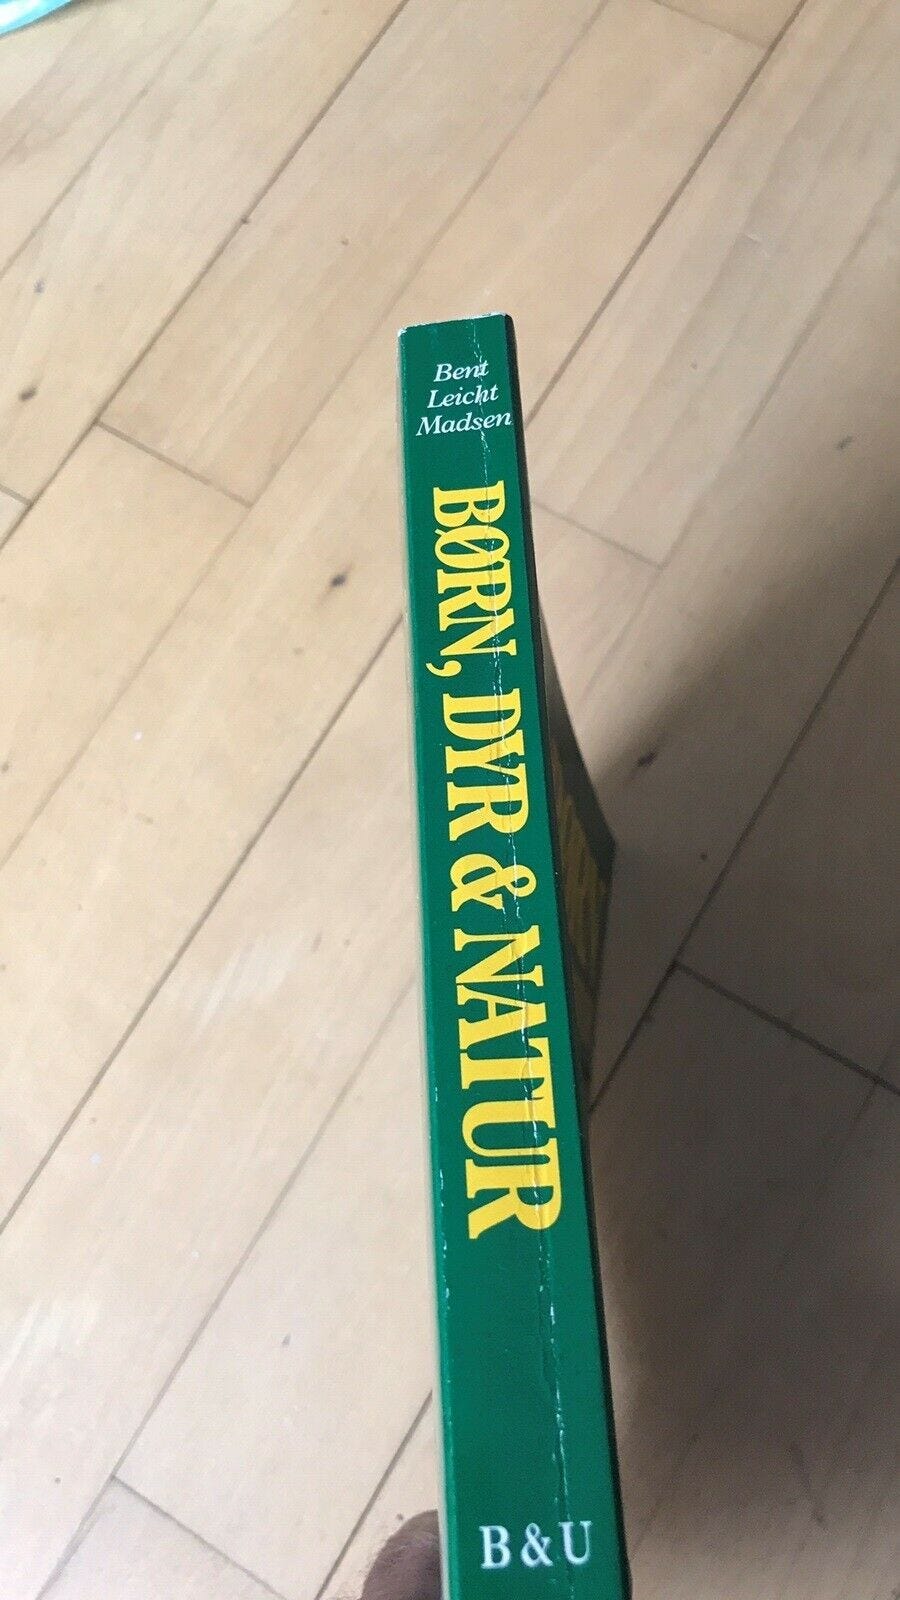 Bent
Leicht
Madsen
BØRN, DYR & NATUR
B & U